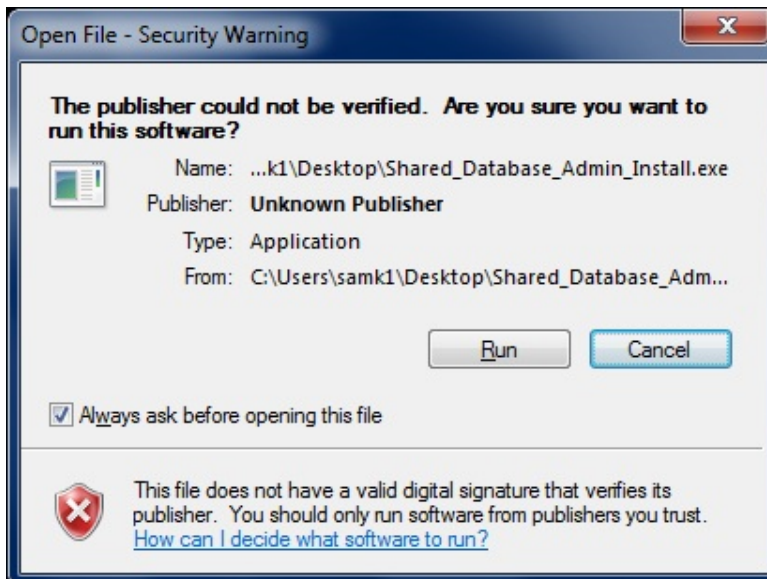 Open File - Security Warning
The publisher could not be verified. Are you sure you want to
run this software?
Name: ...k1\Desktop\Shared_Database_Admin_Install.exe
Publisher: Unknown Publisher
Type: Application
From: C:\Users\samk1\Desktop\Shared_Database_Adm...
Run Cancel
Always ask before opening this file
This file does not have a valid digital signature that verifies its
publisher. You should only run software from publishers you trust.
How can I decide what software to run?